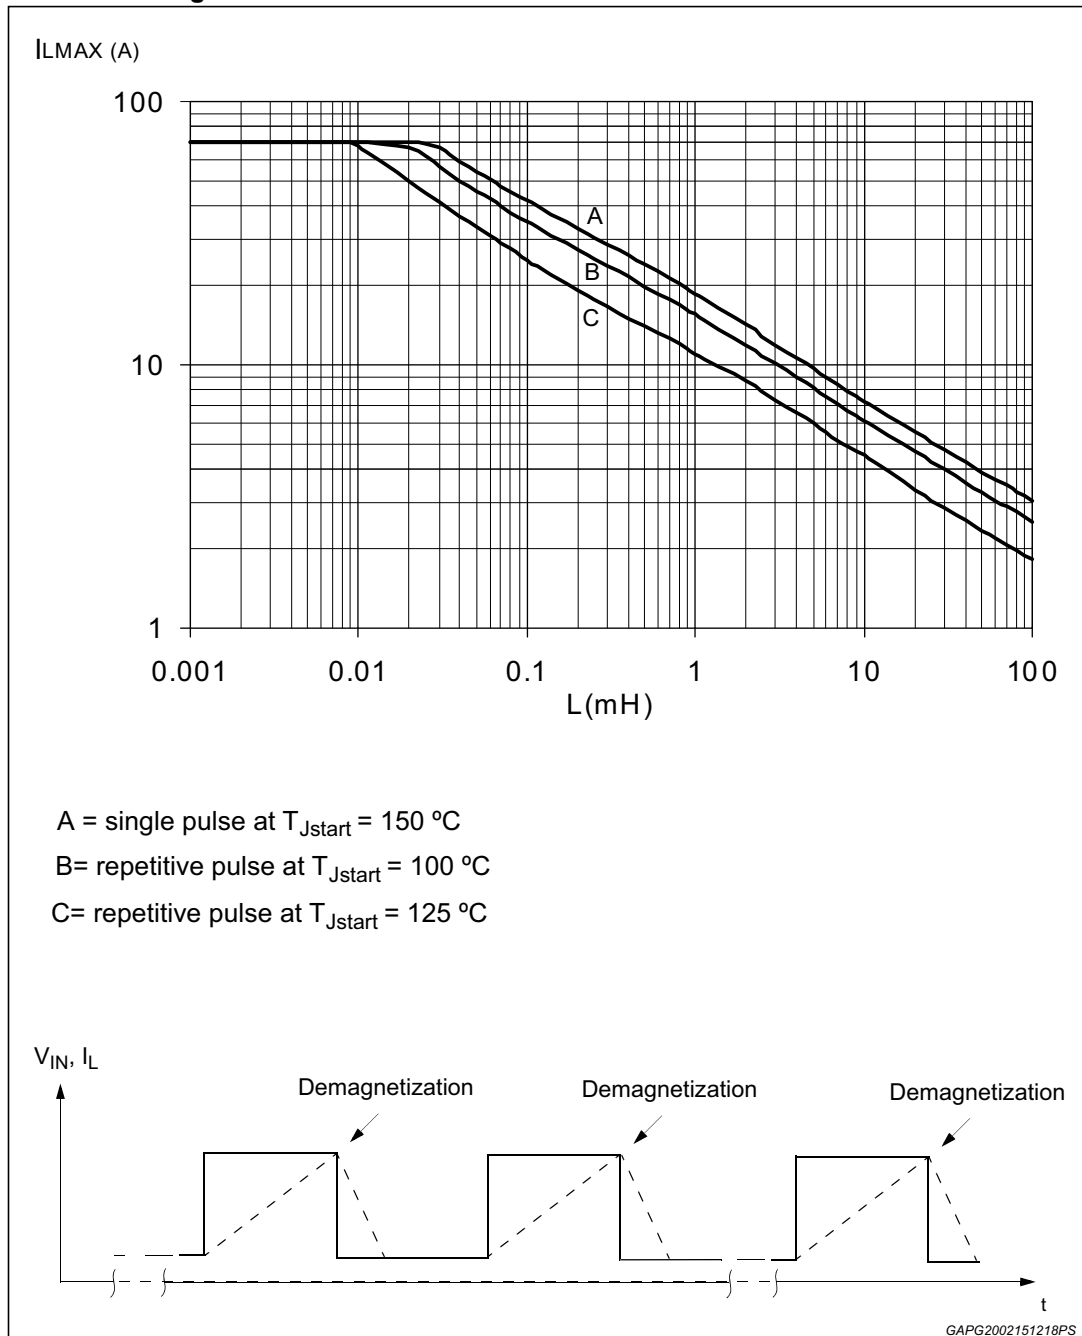 ILMAX (A)
100
10
1
A
B
C
0.001 0.01 0.1 1 10 100
L(mH)
A = single pulse at TJstart = 150 ºC
B= repetitive pulse at TJstart = 100 ºC
C= repetitive pulse at TJstart = 125 ºC
VIN, IL
Demagnetization Demagnetization Demagnetization
t
GAPG2002151218PS